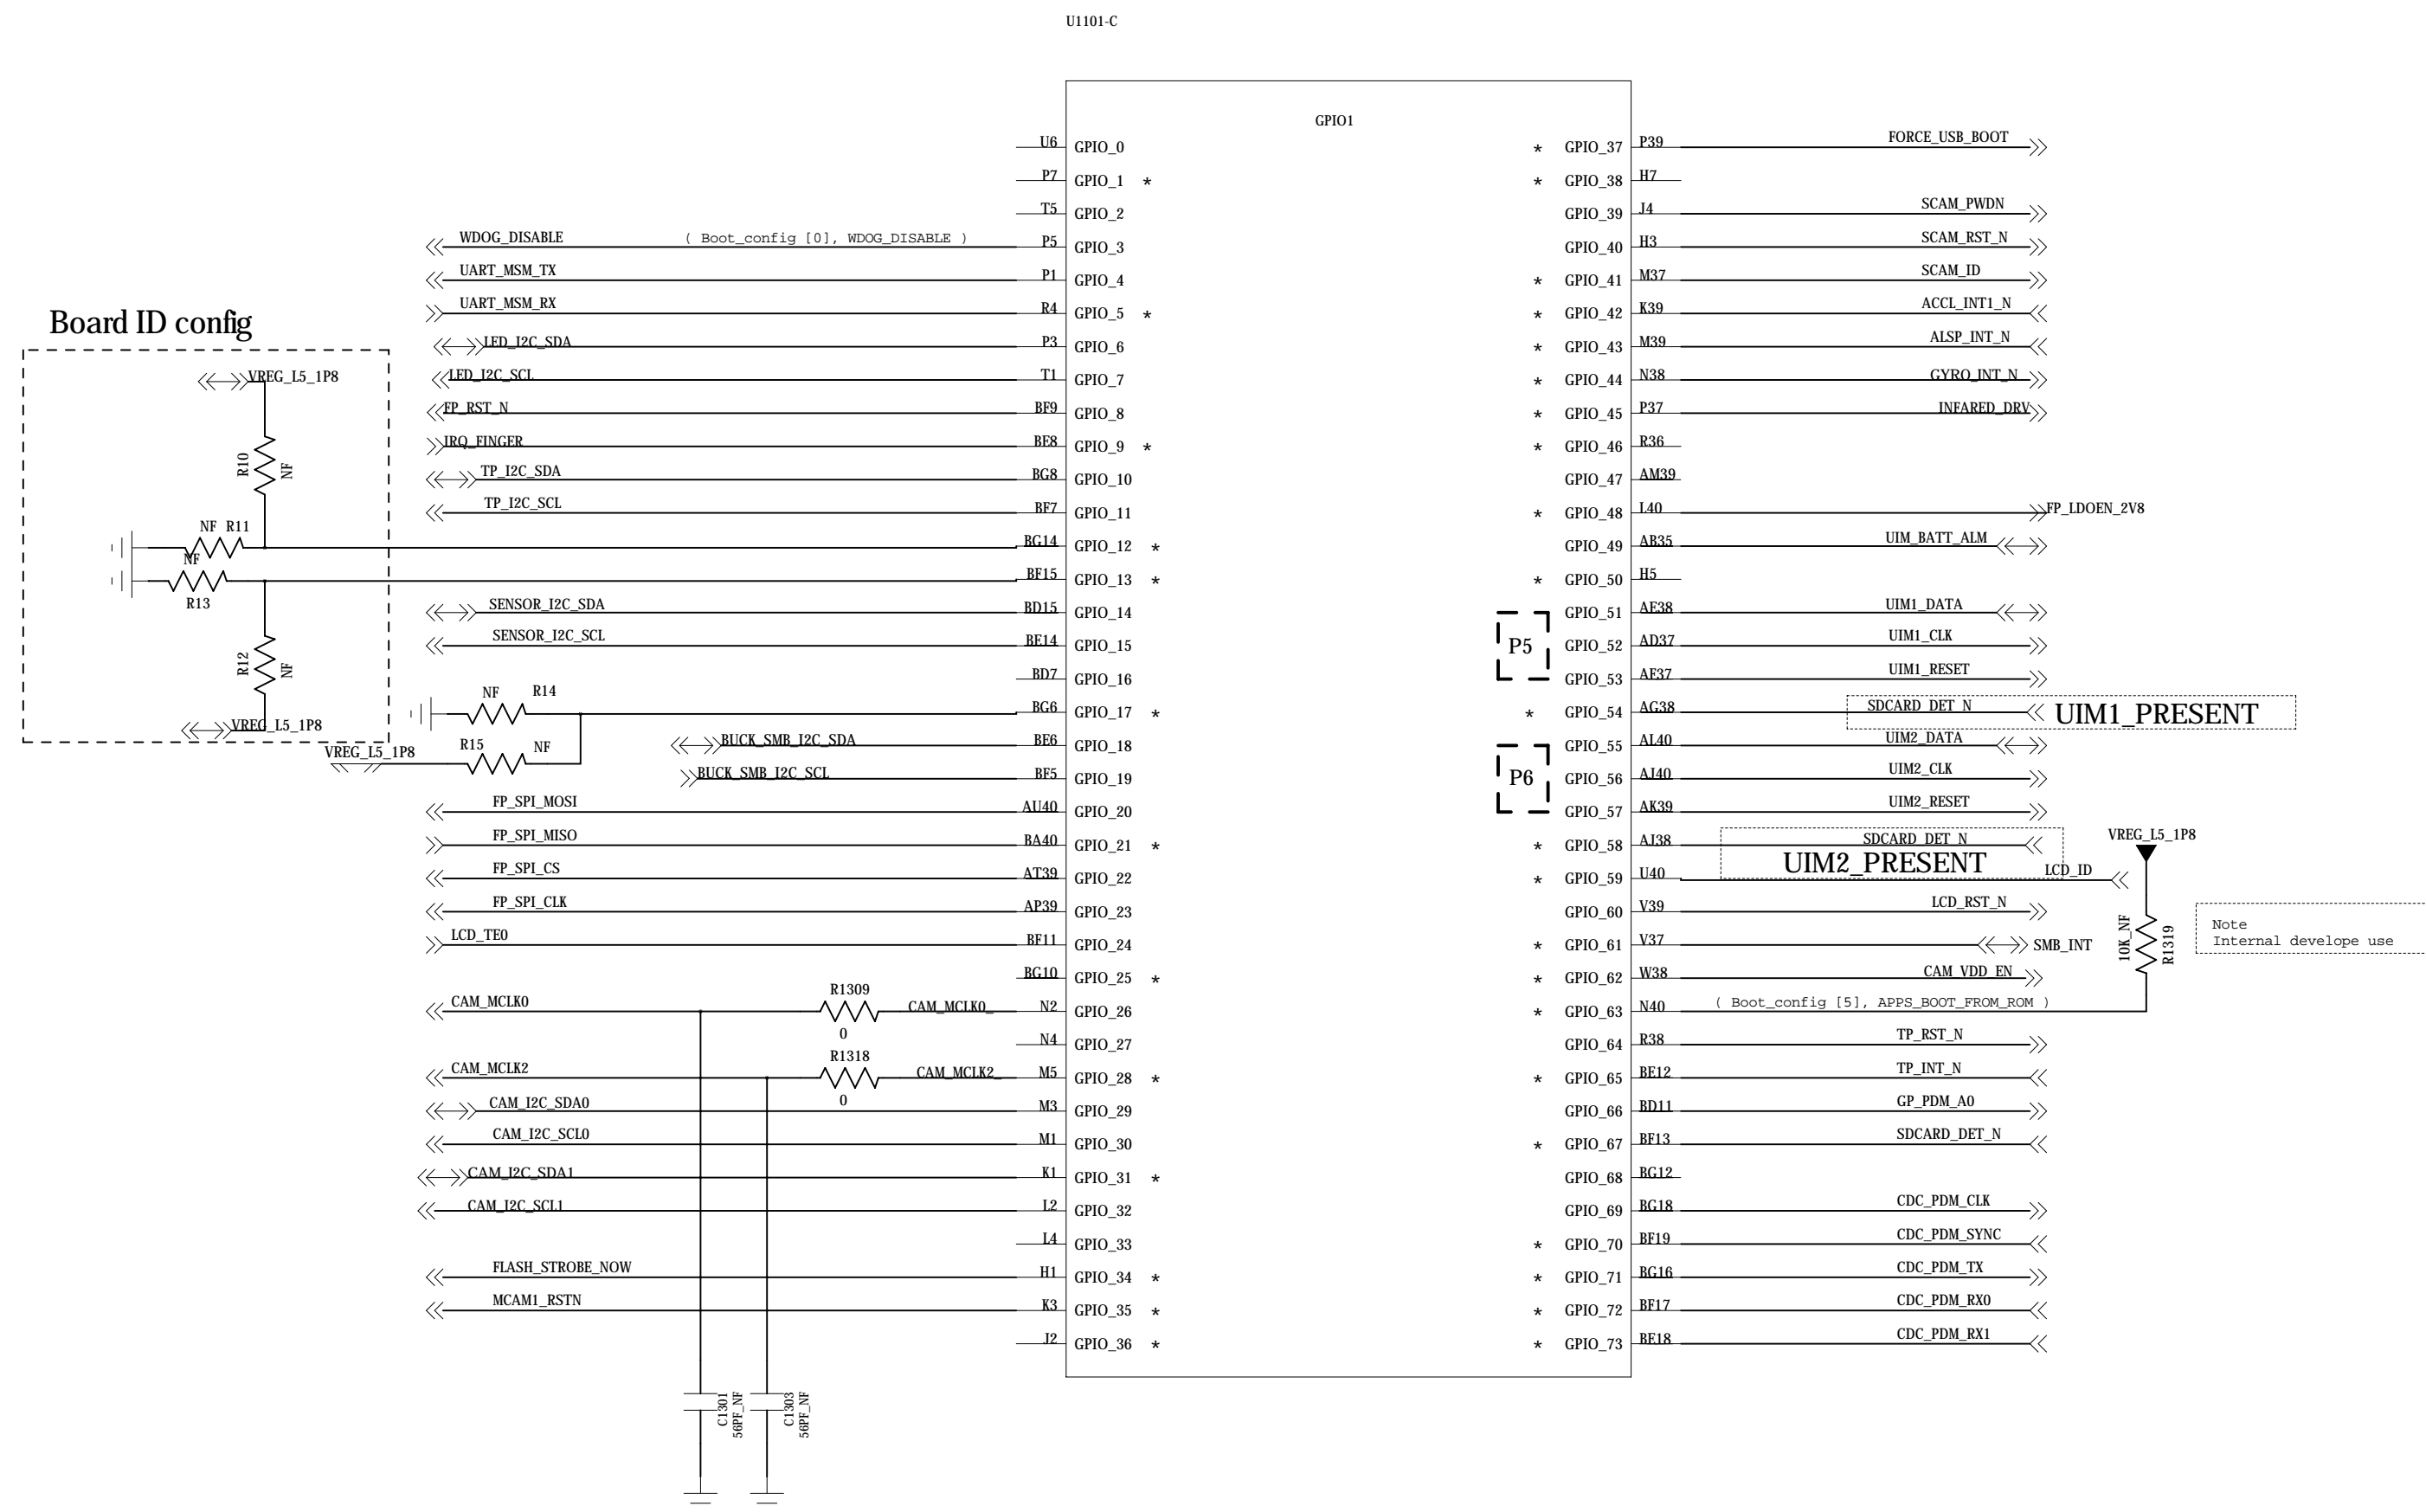 U1101-C
GPIO1
U6 GPIO_0
P7 GPIO_1 *
T5 GPIO_2
WDOG_DISABLE ( Boot_config [0], WDOG_DISABLE ) P5 GPIO_3
UART_MSM_TX P1 GPIO_4
UART_MSM_RX R4 GPIO_5 *
LED_I2C_SDA P3 GPIO_6
LED_I2C_SCL T1 GPIO_7
FP_RST_N BF9 GPIO_8
IRQ_FINGER BE8 GPIO_9 *
TP_I2C_SDA BG8 GPIO_10
TP_I2C_SCL BF7 GPIO_11
BG14 GPIO_12 *
BF15 GPIO_13 *
SENSOR_I2C_SDA BD15 GPIO_14
SENSOR_I2C_SCL BE14 GPIO_15
BD7 GPIO_16
BG6 GPIO_17 *
BUCK_SMB_I2C_SDA BE6 GPIO_18
BUCK_SMB_I2C_SCL BF5 GPIO_19
FP_SPI_MOSI AU40 GPIO_20
FP_SPI_MISO BA40 GPIO_21 *
FP_SPI_CS AT39 GPIO_22
FP_SPI_CLK AP39 GPIO_23
LCD_TE0 BF11 GPIO_24
BG10 GPIO_25 *
CAM_MCLK0 R1309 0 CAM_MCLK0_ N2 GPIO_26
N4 GPIO_27
CAM_MCLK2 R1318 0 CAM_MCLK2_ M5 GPIO_28 *
CAM_I2C_SDA0 M3 GPIO_29
CAM_I2C_SCL0 M1 GPIO_30
CAM_I2C_SDA1 K1 GPIO_31 *
CAM_I2C_SCL1 L2 GPIO_32
L4 GPIO_33
FLASH_STROBE_NOW H1 GPIO_34 *
MCAM1_RSTN K3 GPIO_35 *
J2 GPIO_36 *
C1301
56PF_NF
C1303
56PF_NF
Board ID config
VREG_L5_1P8
R10
NF
NF R11
NF
R13
R12
NF
VREG_L5_1P8
NF R14
R15 NF
VREG_L5_1P8
* GPIO_37 P39 FORCE_USB_BOOT
* GPIO_38 H7
GPIO_39 J4 SCAM_PWDN
GPIO_40 H3 SCAM_RST_N
* GPIO_41 M37 SCAM_ID
* GPIO_42 K39 ACCL_INT1_N
* GPIO_43 M39 ALSP_INT_N
* GPIO_44 N38 GYRO_INT_N
* GPIO_45 P37 INFARED_DRV
* GPIO_46 R36
GPIO_47 AM39
* GPIO_48 L40 FP_LDOEN_2V8
GPIO_49 AB35 UIM_BATT_ALM
* GPIO_50 H5
GPIO_51 AE38 UIM1_DATA
P5 GPIO_52 AD37 UIM1_CLK
GPIO_53 AF37 UIM1_RESET
* GPIO_54 AG38 SDCARD_DET_N UIM1_PRESENT
GPIO_55 AL40 UIM2_DATA
P6 GPIO_56 AJ40 UIM2_CLK
GPIO_57 AK39 UIM2_RESET
* GPIO_58 AJ38 SDCARD_DET_N
UIM2_PRESENT
* GPIO_59 U40 LCD_ID
GPIO_60 V39 LCD_RST_N
* GPIO_61 V37 SMB_INT
* GPIO_62 W38 CAM_VDD_EN
* GPIO_63 N40 ( Boot_config [5], APPS_BOOT_FROM_ROM )
GPIO_64 R38 TP_RST_N
* GPIO_65 BE12 TP_INT_N
GPIO_66 BD11 GP_PDM_A0
* GPIO_67 BF13 SDCARD_DET_N
GPIO_68 BG12
GPIO_69 BG18 CDC_PDM_CLK
* GPIO_70 BF19 CDC_PDM_SYNC
* GPIO_71 BG16 CDC_PDM_TX
* GPIO_72 BF17 CDC_PDM_RX0
* GPIO_73 BE18 CDC_PDM_RX1
VREG_L5_1P8
10K_NF
R1319
Note
Internal develope use